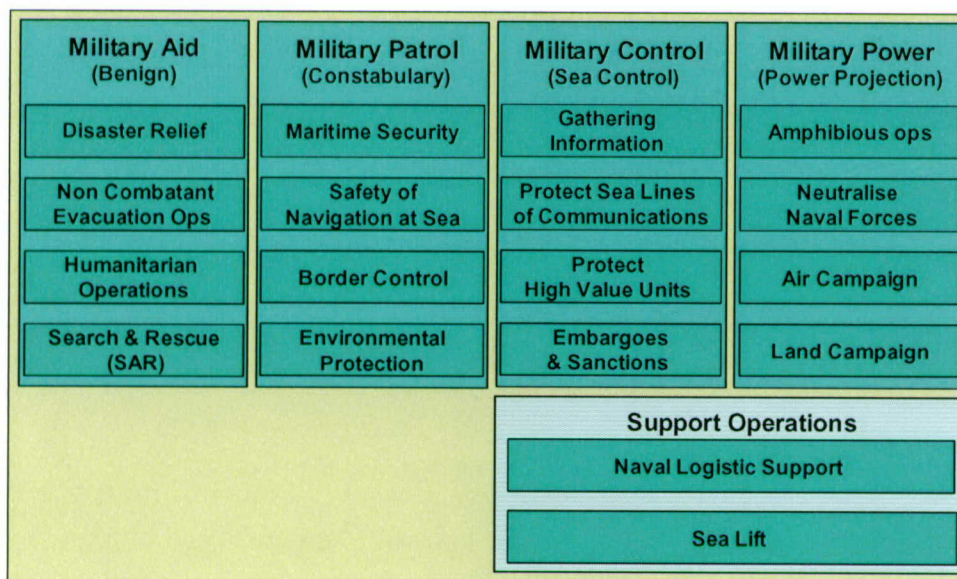 Military Aid
(Benign)
Disaster Relief
Non Combatant
Evacuation Ops
Humanitarian
Operations
Search & Rescue
(SAR)
Military Patrol
(Constabulary)
Maritime Security
Safety of
Navigation at Sea
Border Control
Environmental
Protection
Military Control
(Sea Control)
Gathering
Information
Protect Sea Lines
of Communications
Protect
High Value Units
Embargoes
& Sanctions
Military Power
(Power Projection)
Amphibious ops
Neutralise
Naval Forces
Air Campaign
Land Campaign
Support Operations
Naval Logistic Support
Sea Lift